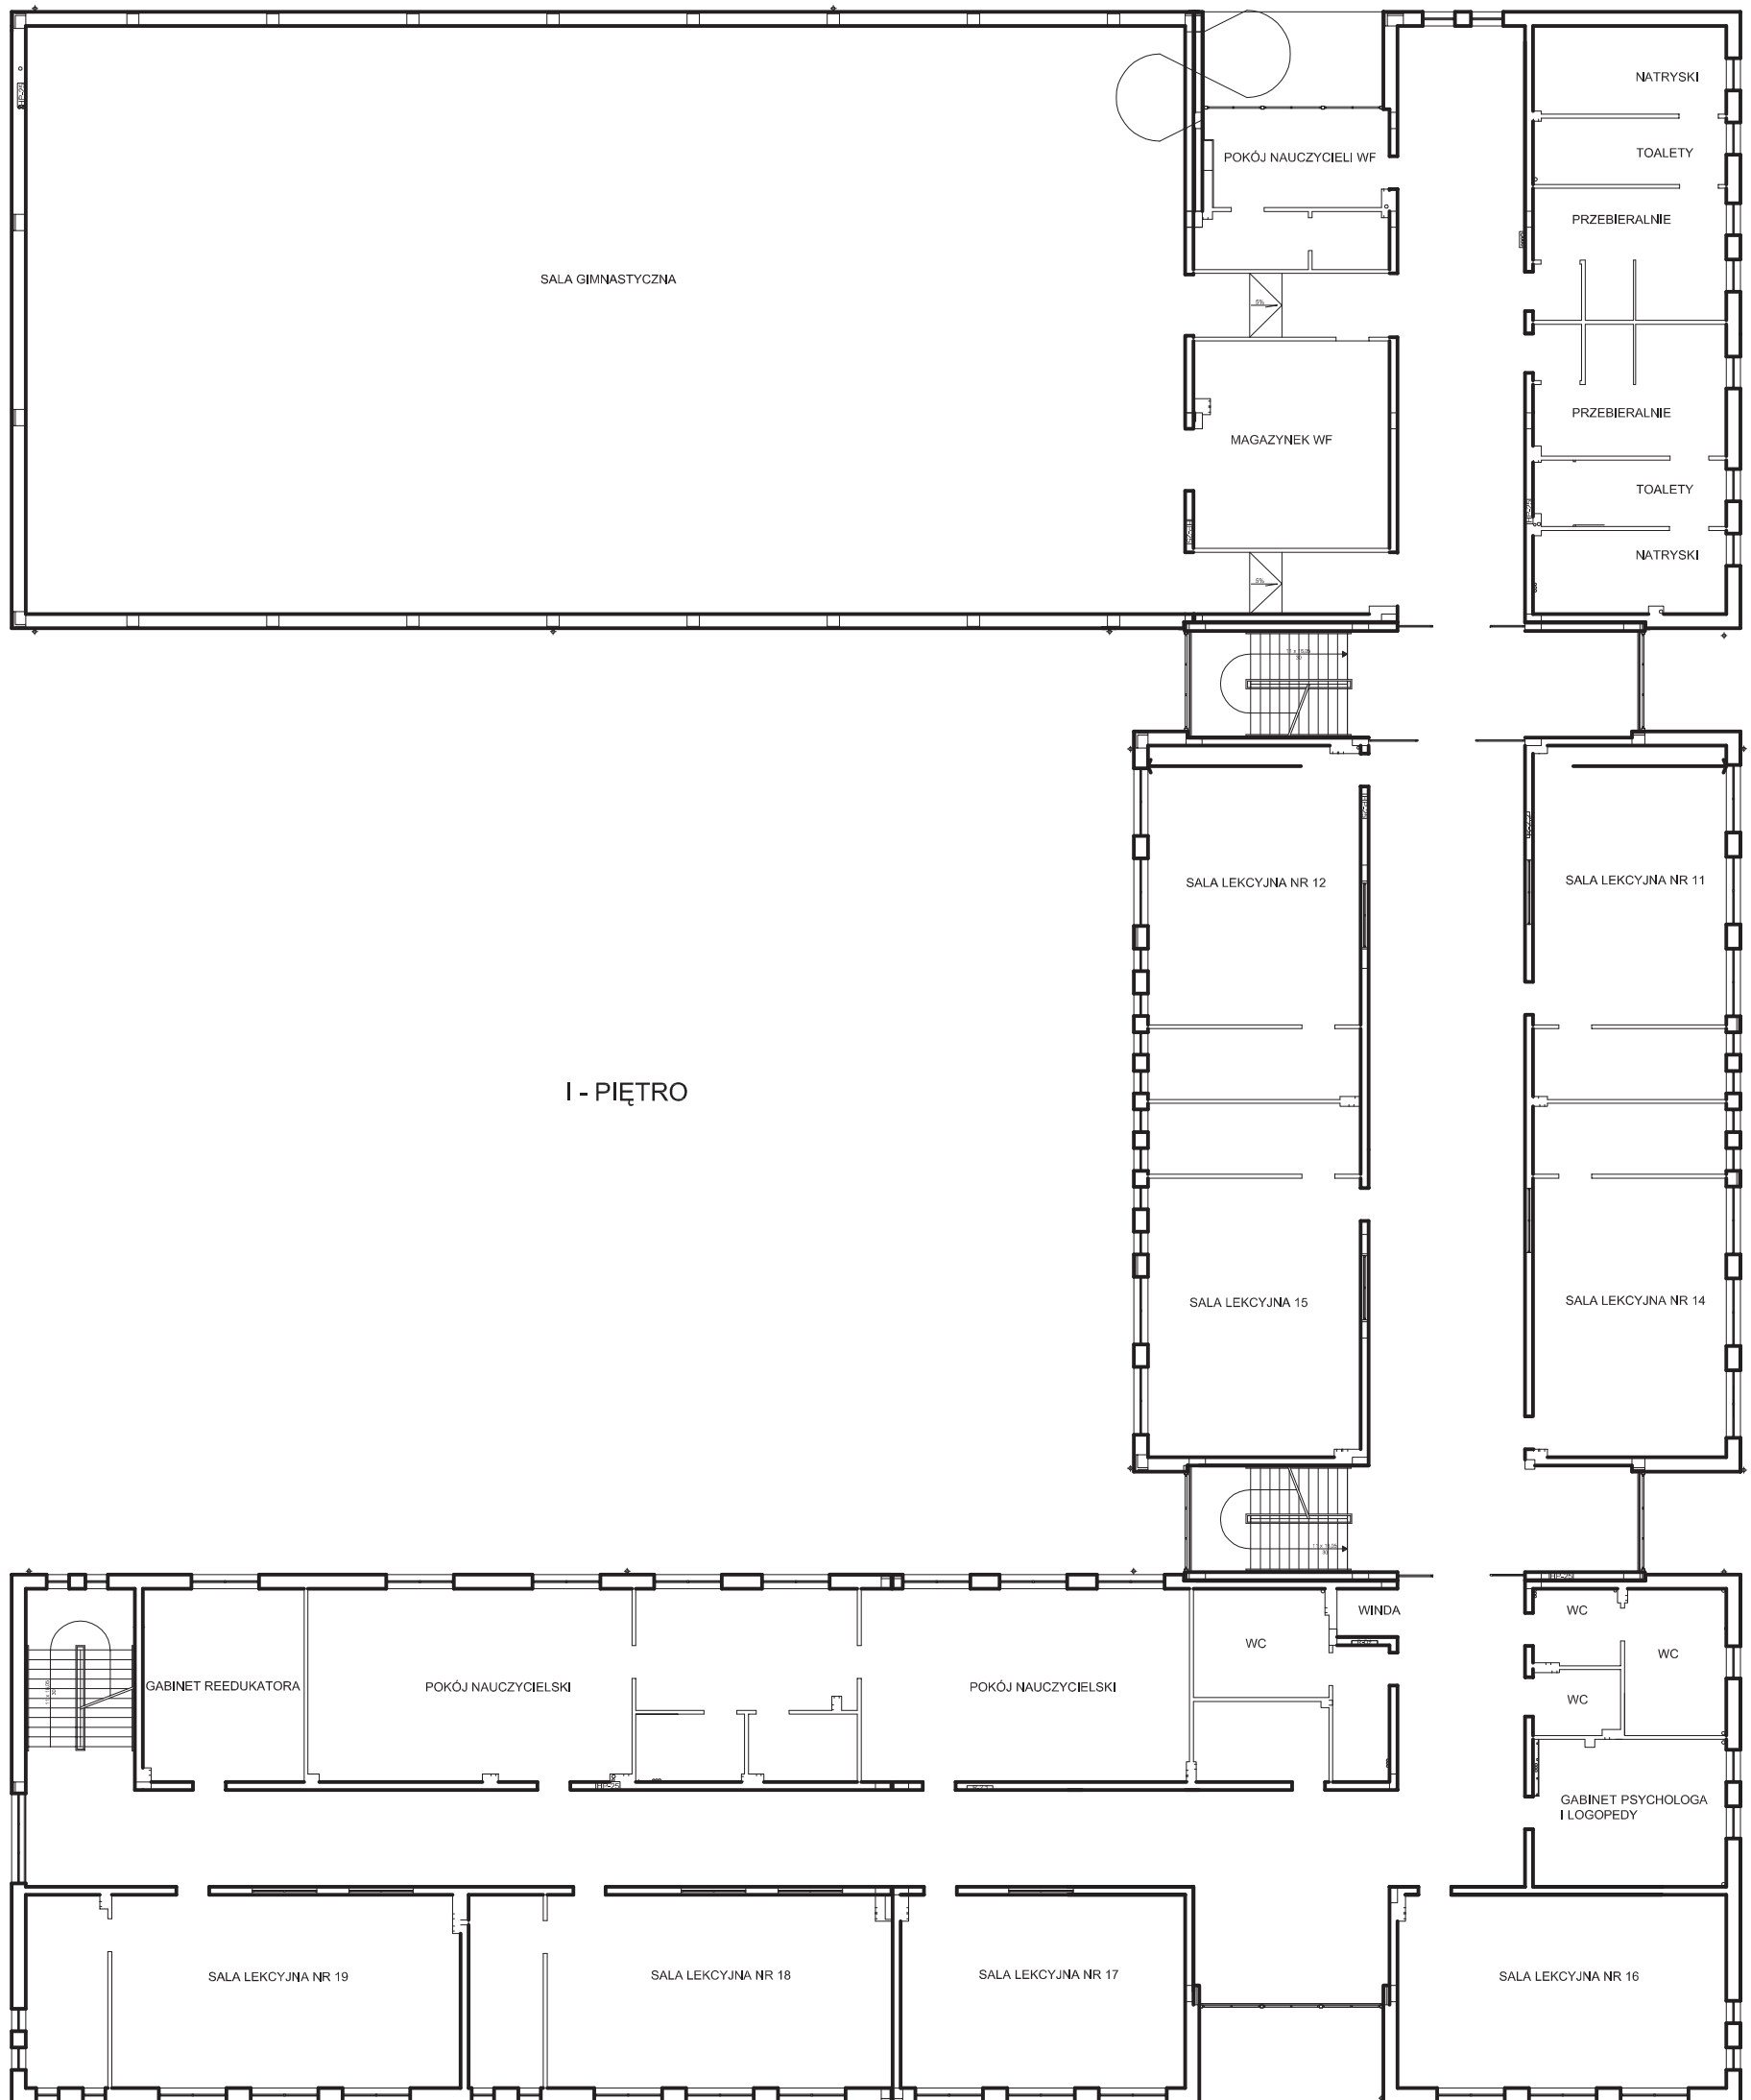 NATRYSKI
POKÓJ NAUCZYCIELI WF
TOALETY
PRZEBIERALNIE
SALA GIMNASTYCZNA
8%
PRZEBIERALNIE
MAGAZYNEK WF
TOALETY
NATRYSKI
8%
SALA LEKCYJNA NR 12
SALA LEKCYJNA NR 11
I - PIĘTRO
SALA LEKCYJNA 15
SALA LEKCYJNA NR 14
WINDA
WC
WC
WC
GABINET REEDUKATORA
POKÓJ NAUCZYCIELSKI
POKÓJ NAUCZYCIELSKI
WC
GABINET PSYCHOLOGA
I LOGOPEDY
SALA LEKCYJNA NR 19
SALA LEKCYJNA NR 18
SALA LEKCYJNA NR 17
SALA LEKCYJNA NR 16